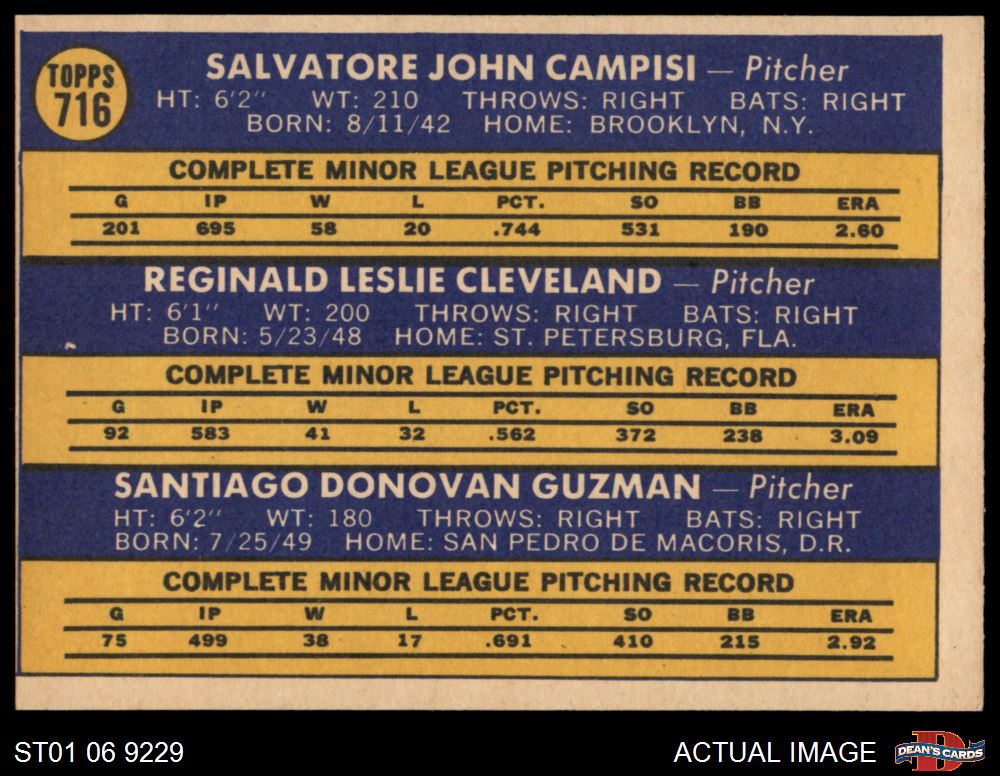 TOPPS
716
SALVATORE JOHN CAMPISI — Pitcher
HT: 6'2" WT: 210 THROWS: RIGHT BATS: RIGHT
BORN: 8/11/42 HOME: BROOKLYN, N.Y.
COMPLETE MINOR LEAGUE PITCHING RECORD
G IP W L PCT. SO BB ERA
201 695 58 20 .744 531 190 2.60
REGINALD LESLIE CLEVELAND — Pitcher
HT: 6'1" WT: 200 THROWS: RIGHT BATS: RIGHT
BORN: 5/23/48 HOME: ST. PETERSBURG, FLA.
COMPLETE MINOR LEAGUE PITCHING RECORD
G IP W L PCT. SO BB ERA
92 583 41 32 .562 372 238 3.09
SANTIAGO DONOVAN GUZMAN — Pitcher
HT: 6'2" WT: 180 THROWS: RIGHT BATS: RIGHT
BORN: 7/25/49 HOME: SAN PEDRO DE MACORIS, D.R.
COMPLETE MINOR LEAGUE PITCHING RECORD
G IP W L PCT. SO BB ERA
75 499 38 17 .691 410 215 2.92
ST01 06 9229 ACTUAL IMAGE D DEAN'S CARDS